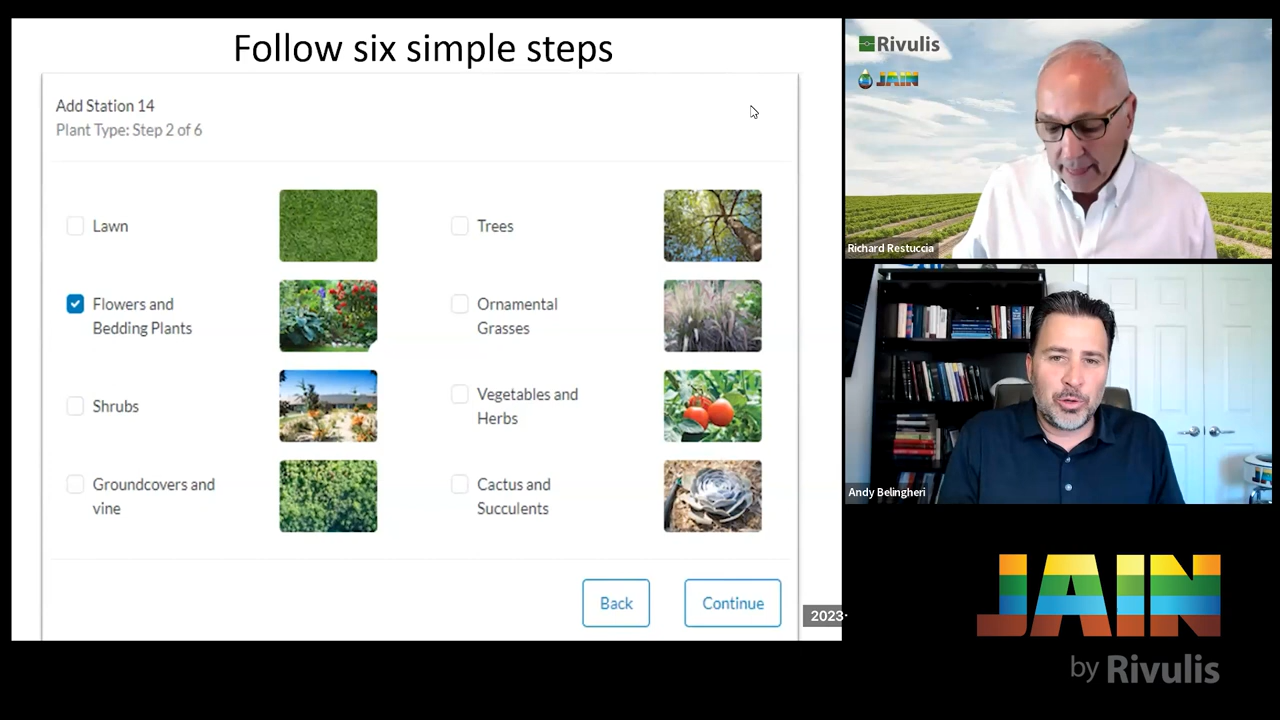 Follow six simple steps
Add Station 14
Plant Type: Step 2 of 6
Lawn
Trees
Flowers and
Bedding Plants
Ornamental
Grasses
Shrubs
Vegetables and
Herbs
Groundcovers and
vine
Cactus and
Succulents
Back
Continue
2023-
Rivulis
JAIN
Richard Restuccia
Andy Belingheri
JAIN
by Rivulis